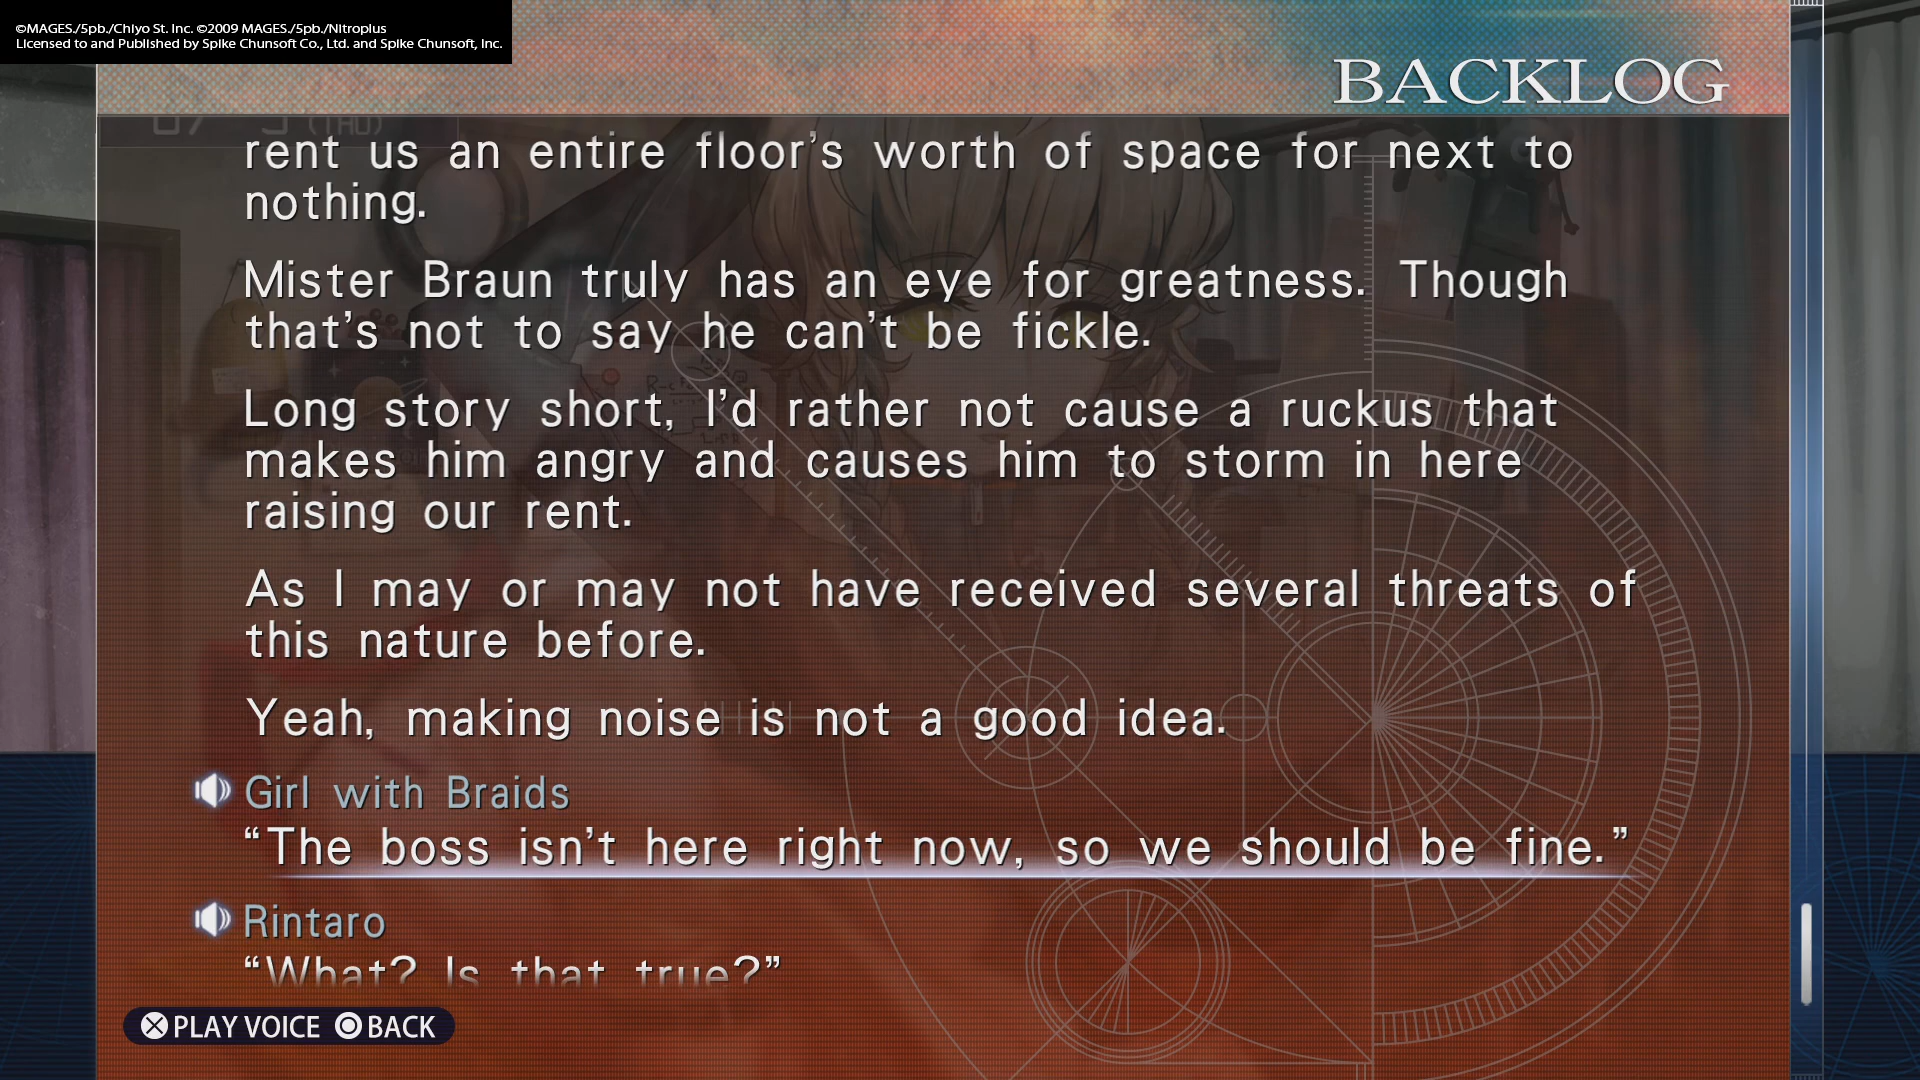 ©MAGES./5pb./Chiyo St. Inc. ©2009 MAGES./5pb./Nitroplus
Licensed to and Published by Spike Chunsoft Co., Ltd. and Spike Chunsoft, Inc.
BACKLOG
(THU)
rent us an entire floor's worth of space for next to
nothing.
Mister Braun truly has an eye for greatness. Though
that's not to say he can't be fickle.
Long story short, I'd rather not cause a ruckus that
makes him angry and causes him to storm in here
raising our rent.
As I may or may not have received several threats of
this nature before.
Yeah, making noise is not a good idea.
Girl with Braids
“The boss isn't here right now, so we should be fine.”
Rintaro
“What? Is that true?”
PLAY VOICE BACK